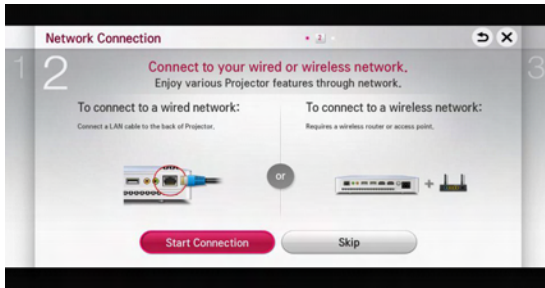 Network Connection
2
1
2
3
Connect to your wired or wireless network.
Enjoy various Projector features through network.
To connect to a wired network:
Connect a LAN cable to the back of Projector.
To connect to a wireless network:
Requires a wireless router or access point.
or
+
Start Connection
Skip